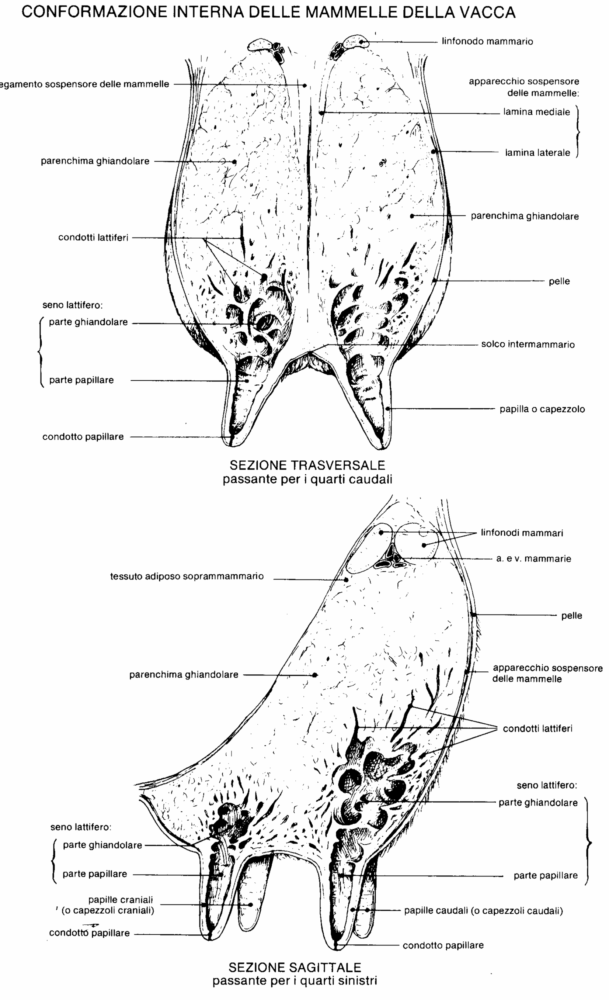 CONFORMAZIONE INTERNA DELLE MAMMELLE DELLA VACCA
linfonodo mammario
egamento sospensore delle mammelle
apparecchio sospensore
delle mammelle:
lamina mediale
lamina laterale
parenchima ghiandolare
parenchima ghiandolare
condotti lattiferi
pelle
seno lattifero:
parte ghiandolare
solco intermammario
parte papillare
papilla o capezzolo
condotto papillare
SEZIONE TRASVERSALE
passante per i quarti caudali
linfonodi mammari
a. e v. mammarie
tessuto adiposo soprammammario
pelle
parenchima ghiandolare
apparecchio sospensore
delle mammelle
condotti lattiferi
seno lattifero:
parte ghiandolare
seno lattifero:
parte ghiandolare
parte papillare
parte papillare
papille craniali
(o capezzoli craniali)
papille caudali (o capezzoli caudali)
condotto papillare
condotto papillare
SEZIONE SAGITTALE
passante per i quarti sinistri